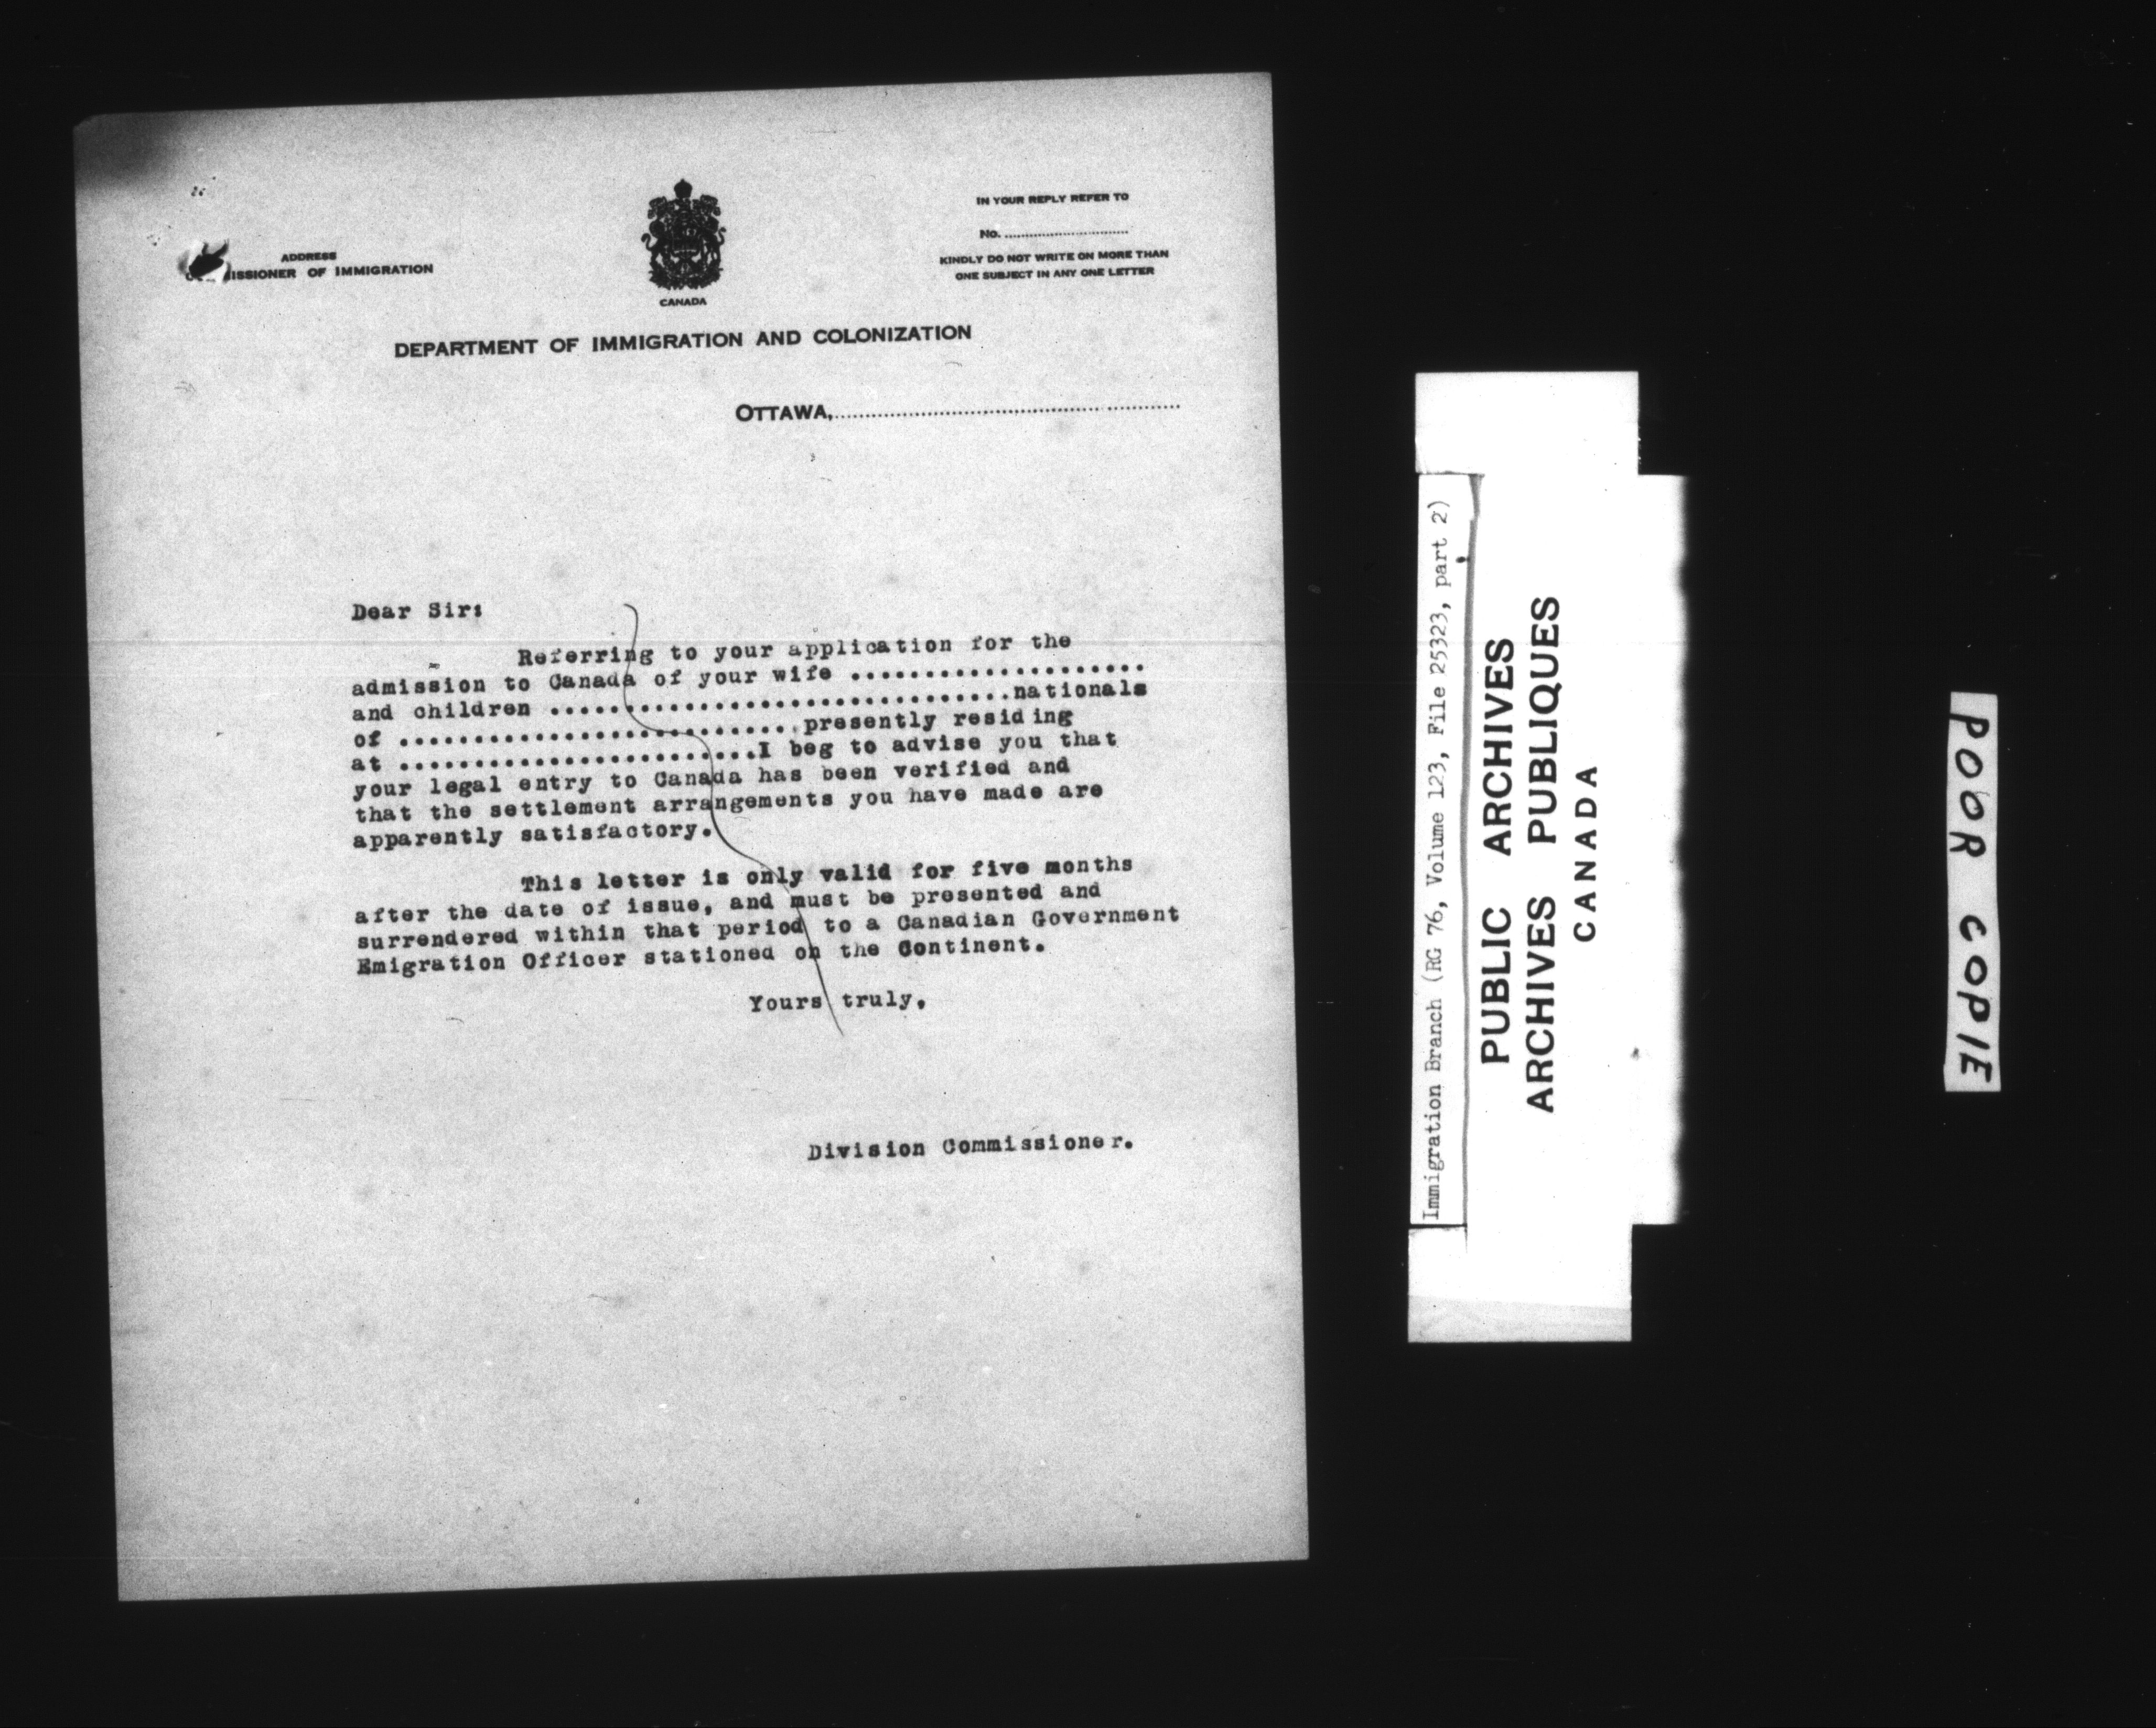 IN YOUR REPLY REFER TO
No. ..............................
KINDLY DO NOT WRITE ON MORE THAN
ONE SUBJECT IN ANY ONE LETTER
ADDRESS
ISSIONER OF IMMIGRATION
CANADA
DEPARTMENT OF IMMIGRATION AND COLONIZATION
OTTAWA,..........................................................
Dear Sir:
Referring to your application for the
admission to Canada of your wife ....................
and children ...............................nationals
of ..........................presently residing
at ........................I beg to advise you that
your legal entry to Canada has been verified and
that the settlement arrangements you have made are
apparently satisfactory.
This letter is only valid for five months
after the date of issue, and must be presented and
surrendered within that period to a Canadian Government
Emigration Officer stationed on the Continent.
Yours truly,
Division Commissioner.
Immigration Branch (RG 76, Volume 123, File 25323, part 2)
PUBLIC ARCHIVES
ARCHIVES PUBLIQUES
CANADA
POOR COPIE